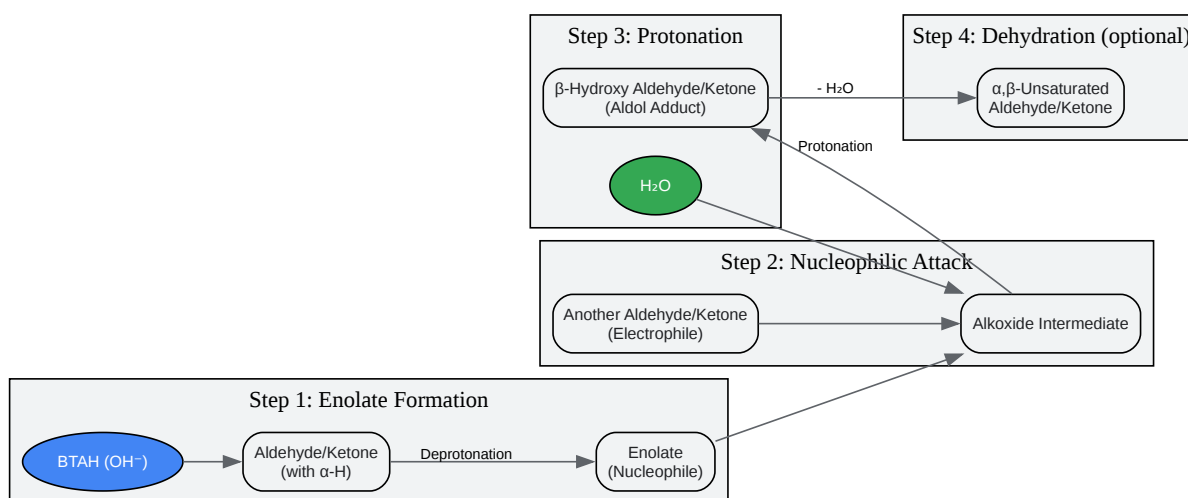 Step 3: Protonation
β-Hydroxy Aldehyde/Ketone
(Aldol Adduct)
H₂O
- H₂O
Step 4: Dehydration (optional)
α,β-Unsaturated
Aldehyde/Ketone
Protonation
Step 2: Nucleophilic Attack
Another Aldehyde/Ketone
(Electrophile)
Alkoxide Intermediate
Step 1: Enolate Formation
BTAH (OH⁻)
Aldehyde/Ketone
(with α-H)
Deprotonation
Enolate
(Nucleophile)